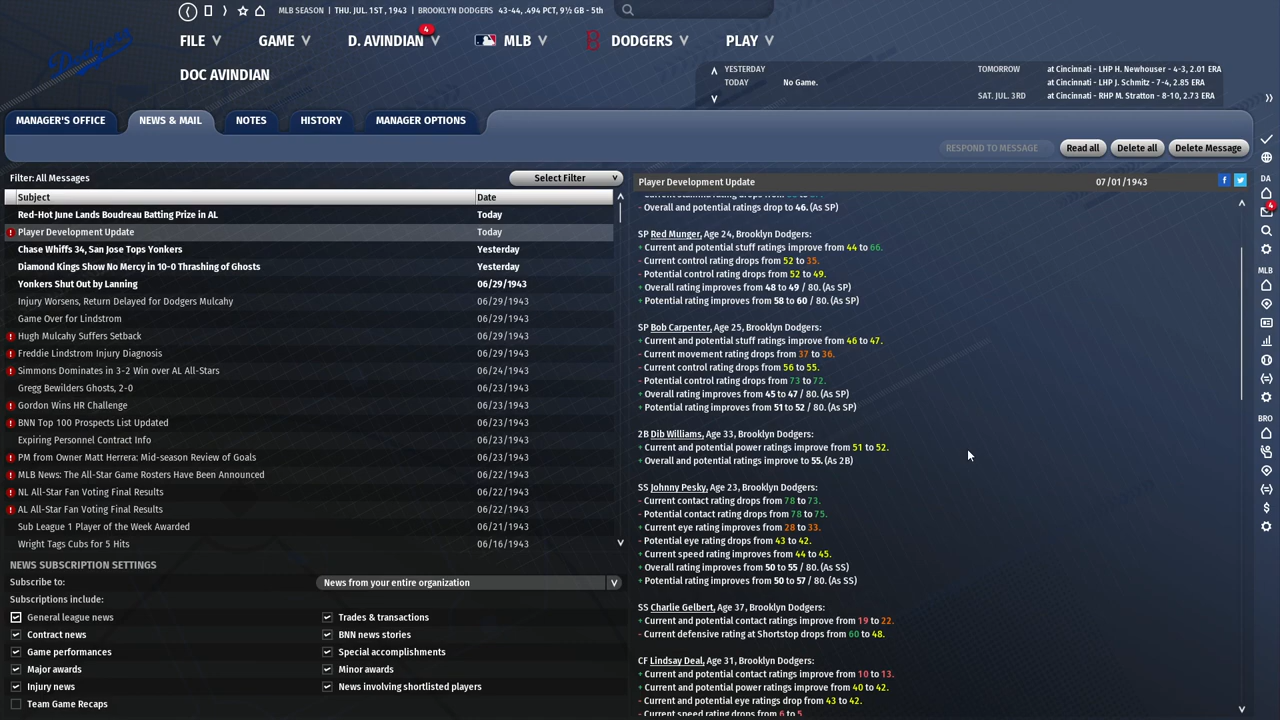 MLB SEASON | THU. JUL. 1ST , 1943 | BROOKLYN DODGERS 43-44, .494 PCT, 9½ GB - 5th
Dodgers
FILE GAME D. AVINDIAN 4 MLB DODGERS PLAY
DOC AVINDIAN
YESTERDAY
TODAY No Game.
TOMORROW at Cincinnati - LHP H. Newhouser - 4-3, 2.01 ERA
at Cincinnati - LHP J. Schmitz - 7-4, 2.85 ERA
SAT. JUL. 3RD at Cincinnati - RHP M. Stratton - 8-10, 2.73 ERA
MANAGER'S OFFICE NEWS & MAIL NOTES HISTORY MANAGER OPTIONS
RESPOND TO MESSAGE Read all Delete all Delete Message
Filter: All Messages Select Filter
Subject Date
Red-Hot June Lands Boudreau Batting Prize in AL Today
Player Development Update Today
Chase Whiffs 34, San Jose Tops Yonkers Yesterday
Diamond Kings Show No Mercy in 10-0 Thrashing of Ghosts Yesterday
Yonkers Shut Out by Lanning 06/29/1943
Injury Worsens, Return Delayed for Dodgers Mulcahy 06/29/1943
Game Over for Lindstrom 06/29/1943
Hugh Mulcahy Suffers Setback 06/29/1943
Freddie Lindstrom Injury Diagnosis 06/29/1943
Simmons Dominates in 3-2 Win over AL All-Stars 06/24/1943
Gregg Bewilders Ghosts, 2-0 06/23/1943
Gordon Wins HR Challenge 06/23/1943
BNN Top 100 Prospects List Updated 06/23/1943
Expiring Personnel Contract Info 06/23/1943
PM from Owner Matt Herrera: Mid-season Review of Goals 06/23/1943
MLB News: The All-Star Game Rosters Have Been Announced 06/22/1943
NL All-Star Fan Voting Final Results 06/22/1943
AL All-Star Fan Voting Final Results 06/22/1943
Sub League 1 Player of the Week Awarded 06/21/1943
Wright Tags Cubs for 5 Hits 06/16/1943
NEWS SUBSCRIPTION SETTINGS
Subscribe to: News from your entire organization
Subscriptions include:
General league news Trades & transactions
Contract news BNN news stories
Game performances Special accomplishments
Major awards Minor awards
Injury news News involving shortlisted players
Team Game Recaps
Player Development Update 07/01/1943
- Overall and potential ratings drop to 46. (As SP)
SP Red Munger, Age 24, Brooklyn Dodgers:
+ Current and potential stuff ratings improve from 44 to 66.
- Current control rating drops from 52 to 35.
- Potential control rating drops from 52 to 49.
+ Overall rating improves from 48 to 49 / 80. (As SP)
+ Potential rating improves from 58 to 60 / 80. (As SP)
SP Bob Carpenter, Age 25, Brooklyn Dodgers:
+ Current and potential stuff ratings improve from 46 to 47.
- Current movement rating drops from 37 to 36.
- Current control rating drops from 56 to 55.
- Potential control rating drops from 73 to 72.
+ Overall rating improves from 45 to 47 / 80. (As SP)
+ Potential rating improves from 51 to 52 / 80. (As SP)
2B Dib Williams, Age 33, Brooklyn Dodgers:
+ Current and potential power ratings improve from 51 to 52.
+ Overall and potential ratings improve to 55. (As 2B)
SS Johnny Pesky, Age 23, Brooklyn Dodgers:
- Current contact rating drops from 78 to 73.
- Potential contact rating drops from 78 to 75.
+ Current eye rating improves from 28 to 33.
- Potential eye rating drops from 43 to 42.
+ Current speed rating improves from 44 to 45.
+ Overall rating improves from 50 to 55 / 80. (As SS)
+ Potential rating improves from 50 to 57 / 80. (As SS)
SS Charlie Gelbert, Age 37, Brooklyn Dodgers:
+ Current and potential contact ratings improve from 19 to 22.
- Current defensive rating at Shortstop drops from 60 to 48.
CF Lindsay Deal, Age 31, Brooklyn Dodgers:
+ Current and potential contact ratings improve from 10 to 13.
+ Current and potential power ratings improve from 40 to 42.
- Current and potential eye ratings drop from 43 to 42.
- Current speed rating drops from 6 to 5.
DA
4
MLB
BRO